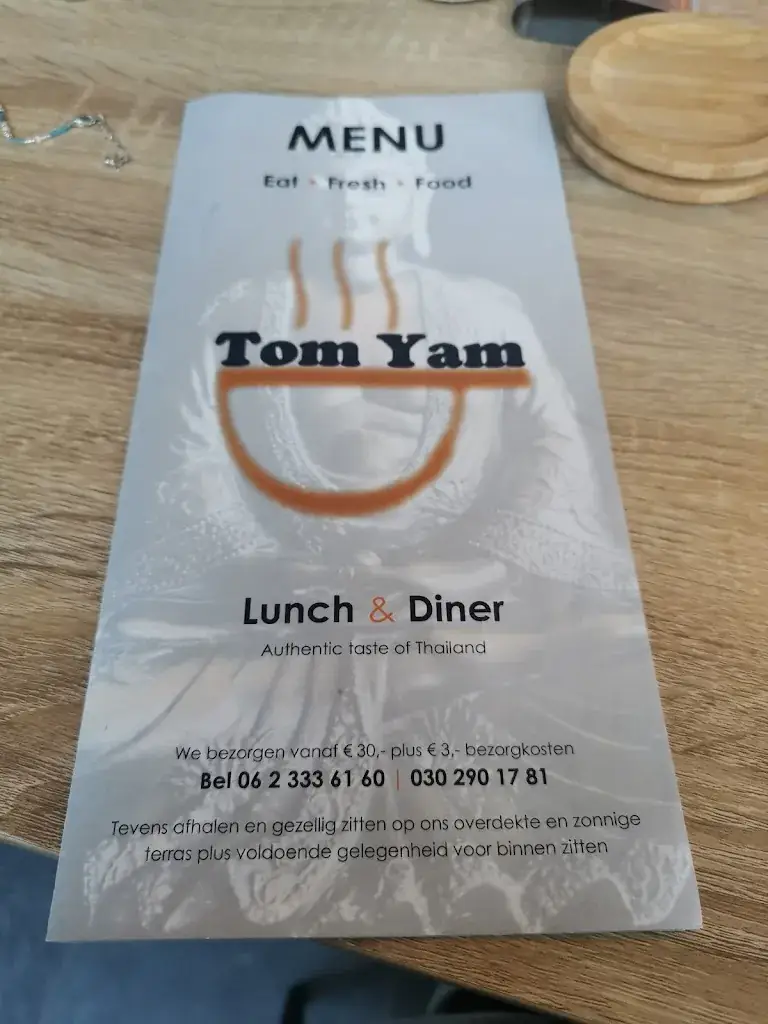 MENU
Eat • Fresh • Food
Tom Yam
Lunch & Diner
Authentic taste of Thailand
We bezorgen vanaf € 30,- plus € 3,- bezorgkosten
Bel 06 2 333 61 60 | 030 290 17 81
Tevens afhalen en gezellig zitten op ons overdekte en zonnige
terras plus voldoende gelegenheid voor binnen zitten